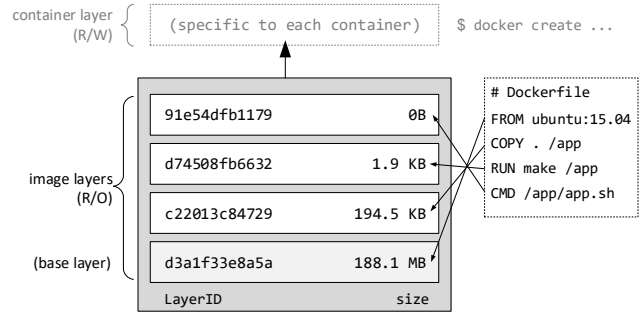 container layer
(R/W)
(specific to each container)
$ docker create ...
image layers
(R/O)
(base layer)
91e54dfb1179 0B
d74508fb6632 1.9 KB
c22013c84729 194.5 KB
d3a1f33e8a5a 188.1 MB
LayerID size
# Dockerfile
FROM ubuntu:15.04
COPY . /app
RUN make /app
CMD /app/app.sh